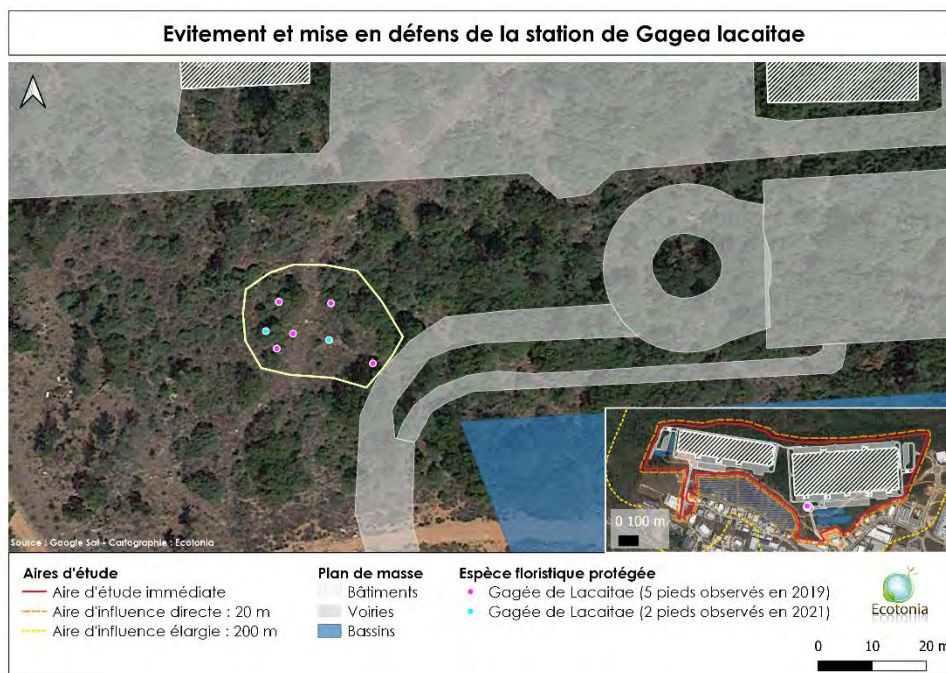 Evitement et mise en défens de la station de Gagea lacaitae
Source : Google Sat - Cartographie : Ecotonia
0 100 m
Aires d'étude
Aire d'étude immédiate
Aire d'influence directe : 20 m
Aire d'influence élargie : 200 m
Plan de masse
Bâtiments
Voiries
Bassins
Espèce floristique protégée
Gagée de Lacaitae (5 pieds observés en 2019)
Gagée de Lacaitae (2 pieds observés en 2021)
Ecotonia
0 10 20 m